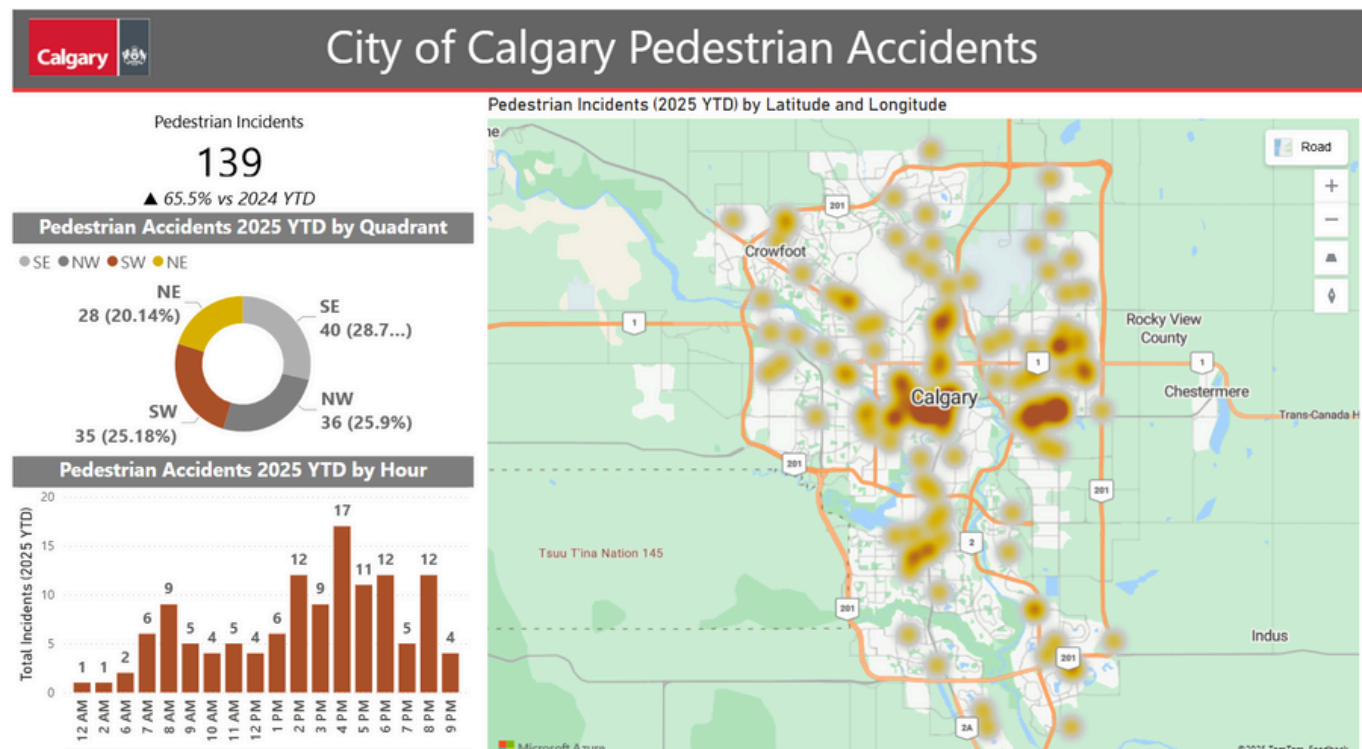 Calgary
City of Calgary Pedestrian Accidents
Pedestrian Incidents
139
▲ 65.5% vs 2024 YTD
Pedestrian Accidents 2025 YTD by Quadrant
SE NW SW NE
NE
28 (20.14%)
SE
40 (28.7...)
SW
35 (25.18%)
NW
36 (25.9%)
Pedestrian Accidents 2025 YTD by Hour
Total Incidents (2025 YTD)
20
15
10
5
0
1 1 2 6 9 5 4 5 4 6 12 9 17 11 12 5 12 4
12 AM 2 AM 6 AM 7 AM 8 AM 9 AM 10 AM 11 AM 12 PM 1 PM 2 PM 3 PM 4 PM 5 PM 6 PM 7 PM 8 PM 9 PM
Pedestrian Incidents (2025 YTD) by Latitude and Longitude
ne
Road
201
Crowfoot
1
Rocky View
County
1
1
Chestermere
Calgary
Trans-Canada H
201
201
Tsuu T'ina Nation 145
2
201
Indus
201
2A
Microsoft Azure
©2025 TomTom, Feedback